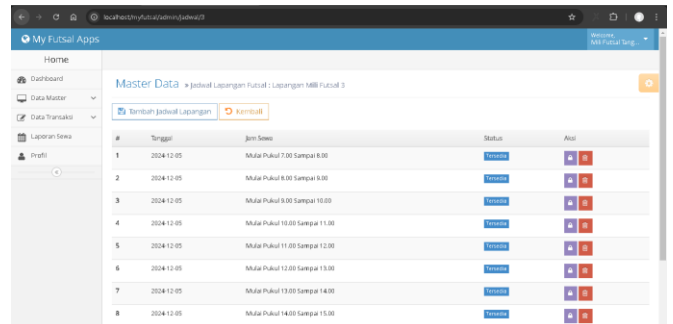 localhost/myfutsal/admin/jadwal/3
My Futsal Apps
Welcome,
Mili Futsal Tang...
Home
Dashboard
Data Master
Data Transaksi
Laporan Sewa
Profil
Master Data » Jadwal Lapangan Futsal : Lapangan Milli Futsal 3
Tambah Jadwal Lapangan Kembali
# Tanggal Jam Sewa Status Aksi
1 2024-12-05 Mulai Pukul 7.00 Sampai 8.00 Tersedia
2 2024-12-05 Mulai Pukul 8.00 Sampai 9.00 Tersedia
3 2024-12-05 Mulai Pukul 9.00 Sampai 10.00 Tersedia
4 2024-12-05 Mulai Pukul 10.00 Sampai 11.00 Tersedia
5 2024-12-05 Mulai Pukul 11.00 Sampai 12.00 Tersedia
6 2024-12-05 Mulai Pukul 12.00 Sampai 13.00 Tersedia
7 2024-12-05 Mulai Pukul 13.00 Sampai 14.00 Tersedia
8 2024-12-05 Mulai Pukul 14.00 Sampai 15.00 Tersedia